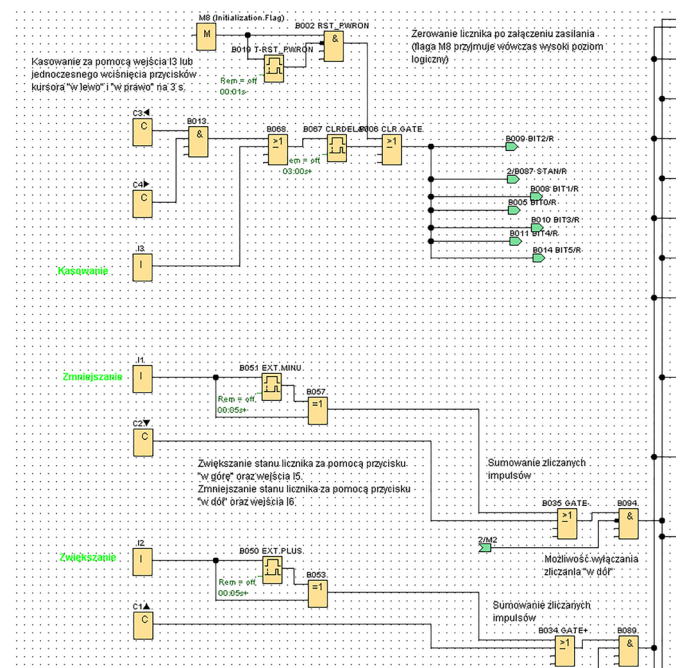 M8 (Initialization.Flag)
M
B002 RST_PWRON
&
B019 T-RST_PWRON
Rem = off
00:01s
Zerowanie licznika po załączeniu zasilania
(flaga M8 przyjmuje wówczas wysoki poziom
logiczny)
Kasowanie za pomocą wejścia I3 lub
jednoczesnego wciśnięcia przycisków
kursora "w lewo" i "w prawo" na 3 s.
C3◄
C
B013
&
B068
>1
B067 CLRDELAY
em = off
03:00s+
B006 CLR.GATE
>1
B009 BIT2/R
2/B087 STAN/R
B008 BIT1/R
B005 BIT0/R
B010 BIT3/R
B011 BIT4/R
B014 BIT5/R
C4►
C
I3
I
Kasowanie
I1
I
Zmniejszanie
B051 EXT.MINU
Rem = off
00:05s+
B057
=1
C2▼
C
Zwiększanie stanu licznika za pomocą przycisku
"w górę" oraz wejścia I5.
Zmniejszanie stanu licznika za pomocą przycisku
"w dół" oraz wejścia I6
Sumowanie zliczanych
impulsów
B035 GATE-
>1
B094
&
2/M2
Możliwość wyłączania
zliczania "w dół"
I2
I
Zwiększanie
B050 EXT.PLUS
Rem = off
00:05s+
B053
=1
C1▲
C
Sumowanie zliczanych
impulsów
B034 GATE+
>1
B089
&